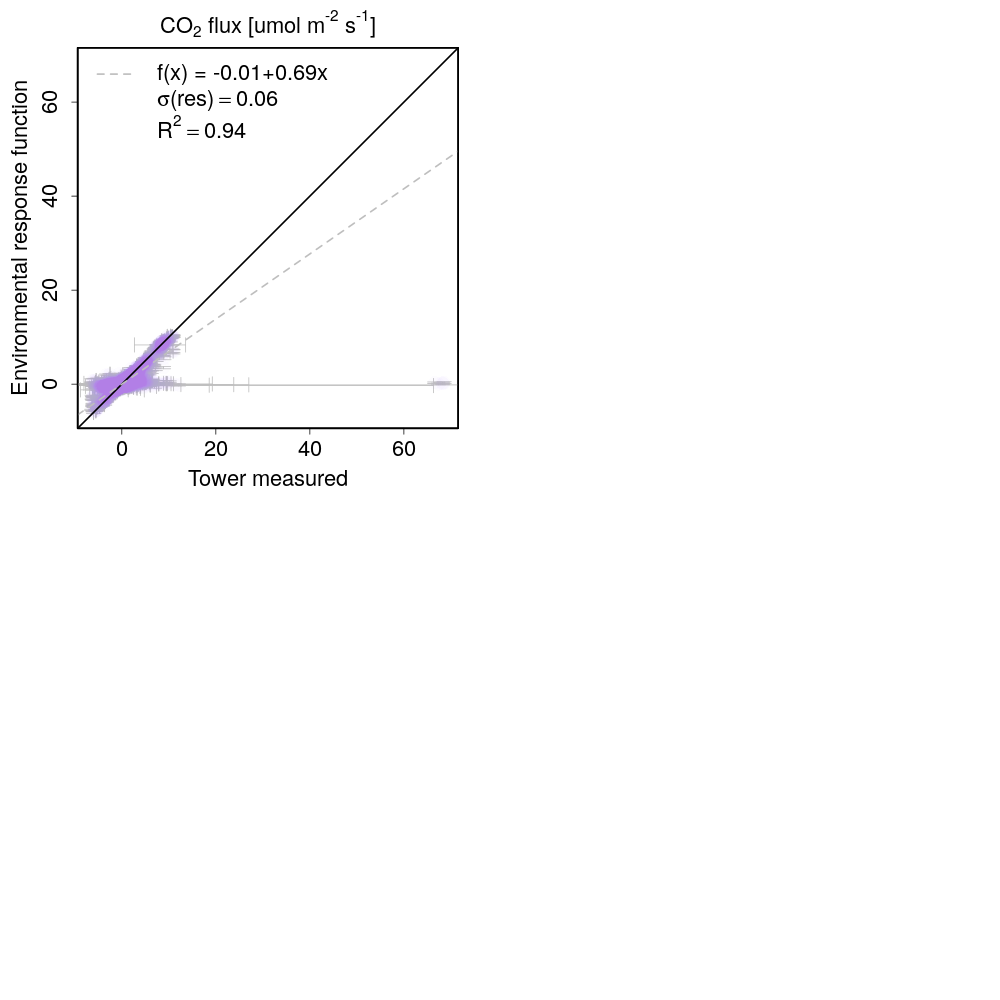 CO₂ flux [umol m⁻² s⁻¹]
f(x) = -0.01+0.69x
σ(res) = 0.06
R² = 0.94
Environmental response function
60
40
20
0
0 20 40 60
Tower measured